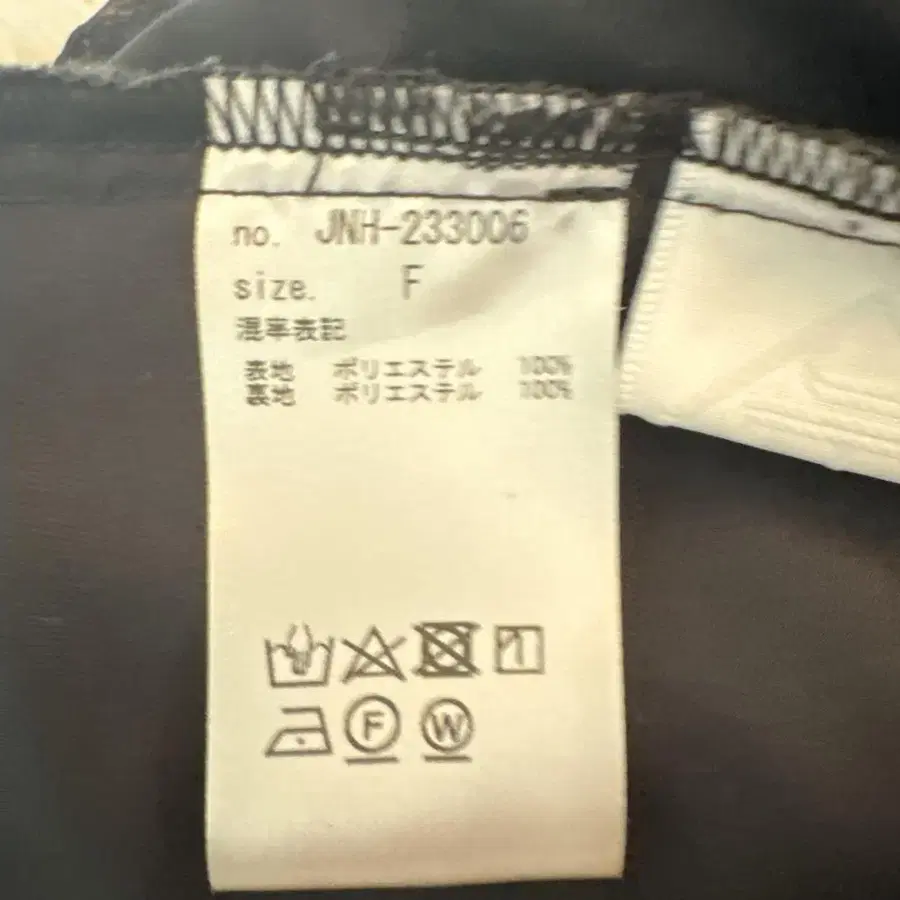 no. JNH-233006
size. F
混率表記
表地 ポリエステル 100%
裏地 ポリエステル 100%
F W